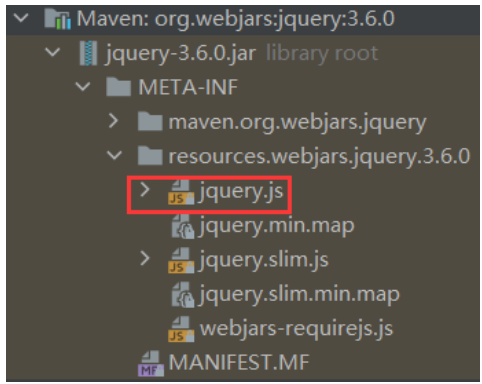 Maven: org.webjars:jquery:3.6.0
jquery-3.6.0.jar library root
META-INF
maven.org.webjars.jquery
resources.webjars.jquery.3.6.0
JS jquery.js
jquery.min.map
JS jquery.slim.js
jquery.slim.min.map
JS webjars-requirejs.js
MF MANIFEST.MF